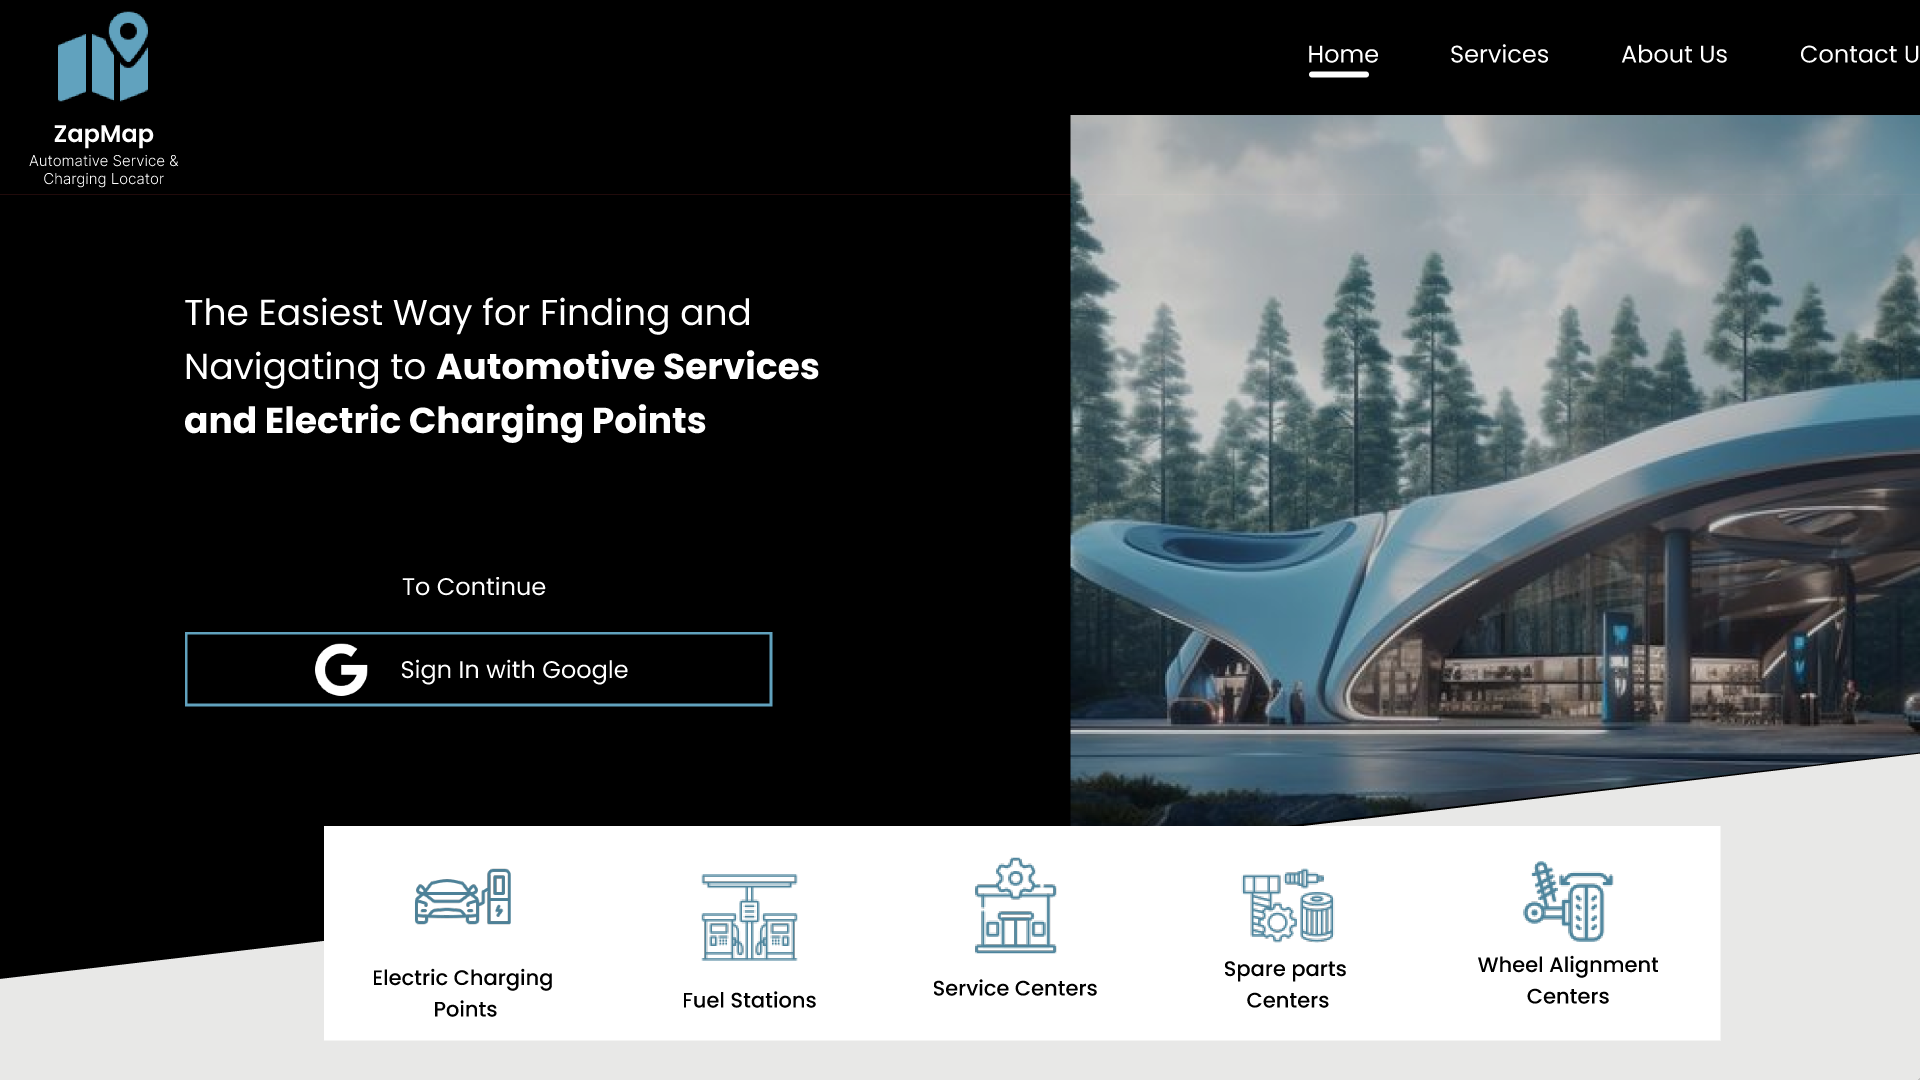 ZapMap
Automotive Service &
Charging Locator
Home
Services
About Us
Contact U
The Easiest Way for Finding and
Navigating to Automotive Services
and Electric Charging Points
To Continue
G
Sign In with Google
Electric Charging
Points
Fuel Stations
Service Centers
Spare parts
Centers
Wheel Alignment
Centers